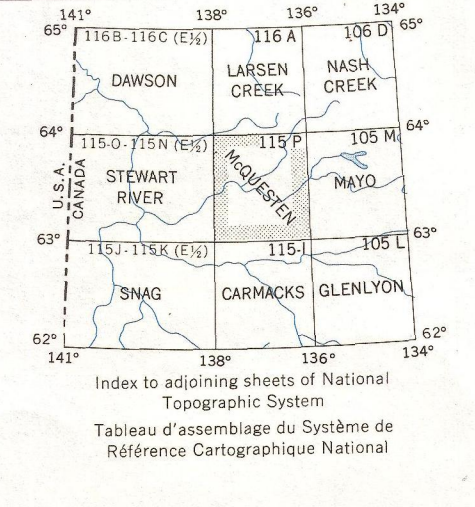 141° 138° 136° 134°
65° 65°
116B-116C (E½) 116 A 106 D
DAWSON
LARSEN
CREEK
NASH
CREEK
64° 64°
115-O-115N (E½) 115 P 105 M
STEWART
RIVER
McQUESTEN
MAYO
U.S.A.
CANADA
63° 63°
115J-115K (E½) 115-I 105 L
SNAG CARMACKS GLENLYON
62° 62°
141° 138° 136° 134°
Index to adjoining sheets of National
Topographic System
Tableau d'assemblage du Système de
Référence Cartographique National